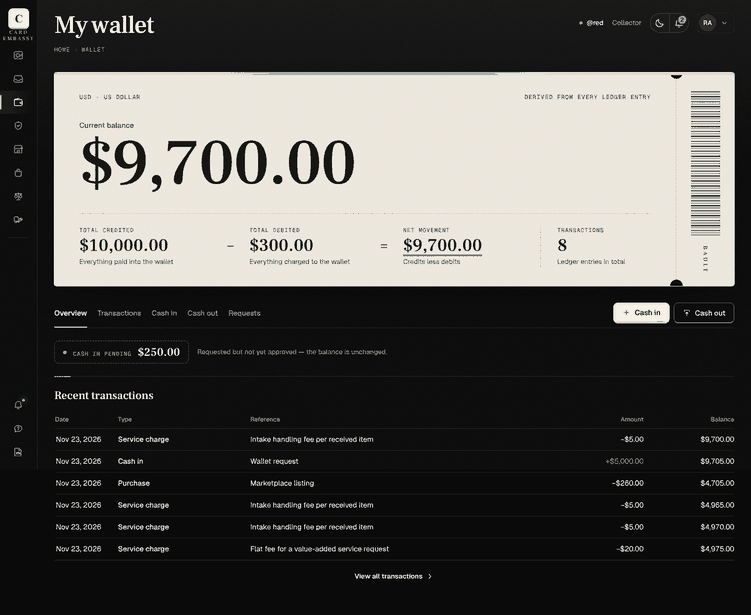 C
CARD
EMBASSY
My wallet
@red Collector
2
RA
HOME · WALLET
USD · US DOLLAR
DERIVED FROM EVERY LEDGER ENTRY
Current balance
$9,700.00
TOTAL CREDITED
$10,000.00
Everything paid into the wallet
−
TOTAL DEBITED
$300.00
Everything charged to the wallet
=
NET MOVEMENT
$9,700.00
Credits less debits
TRANSACTIONS
8
Ledger entries in total
Overview Transactions Cash in Cash out Requests
+ Cash in
Cash out
CASH IN PENDING $250.00
Requested but not yet approved — the balance is unchanged.
Recent transactions
Date Type Reference Amount Balance
Nov 23, 2026 Service charge Intake handling fee per received item −$5.00 $9,700.00
Nov 23, 2026 Cash in Wallet request +$5,000.00 $9,705.00
Nov 23, 2026 Purchase Marketplace listing −$260.00 $4,705.00
Nov 23, 2026 Service charge Intake handling fee per received item −$5.00 $4,965.00
Nov 23, 2026 Service charge Intake handling fee per received item −$5.00 $4,970.00
Nov 23, 2026 Service charge Flat fee for a value-added service request −$20.00 $4,975.00
View all transactions